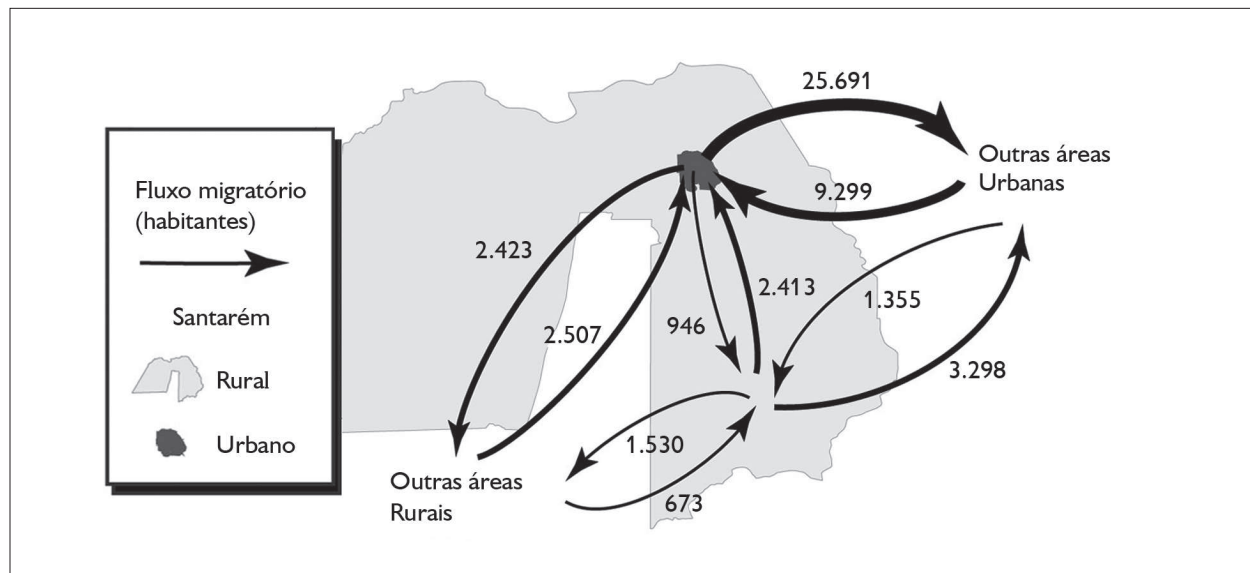 Fluxo migratório
(habitantes)
Santarém
Rural
Urbano
25.691
Outras áreas
Urbanas
9.299
2.423
2.413
1.355
946
2.507
3.298
1.530
Outras áreas
Rurais
673